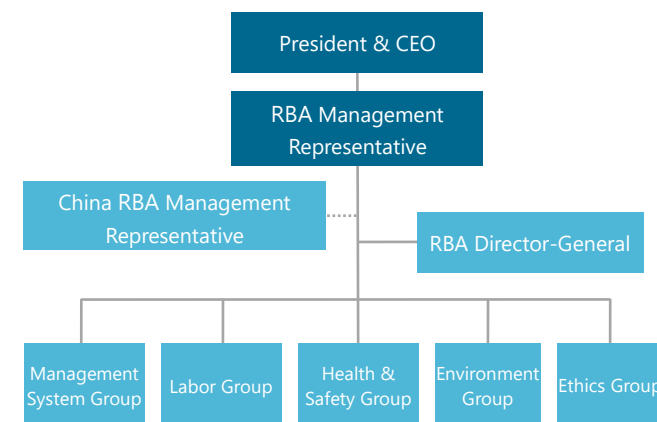 President & CEO
RBA Management
Representative
China RBA Management
Representative
RBA Director-General
Management
System Group
Labor Group
Health &
Safety Group
Environment
Group
Ethics Group